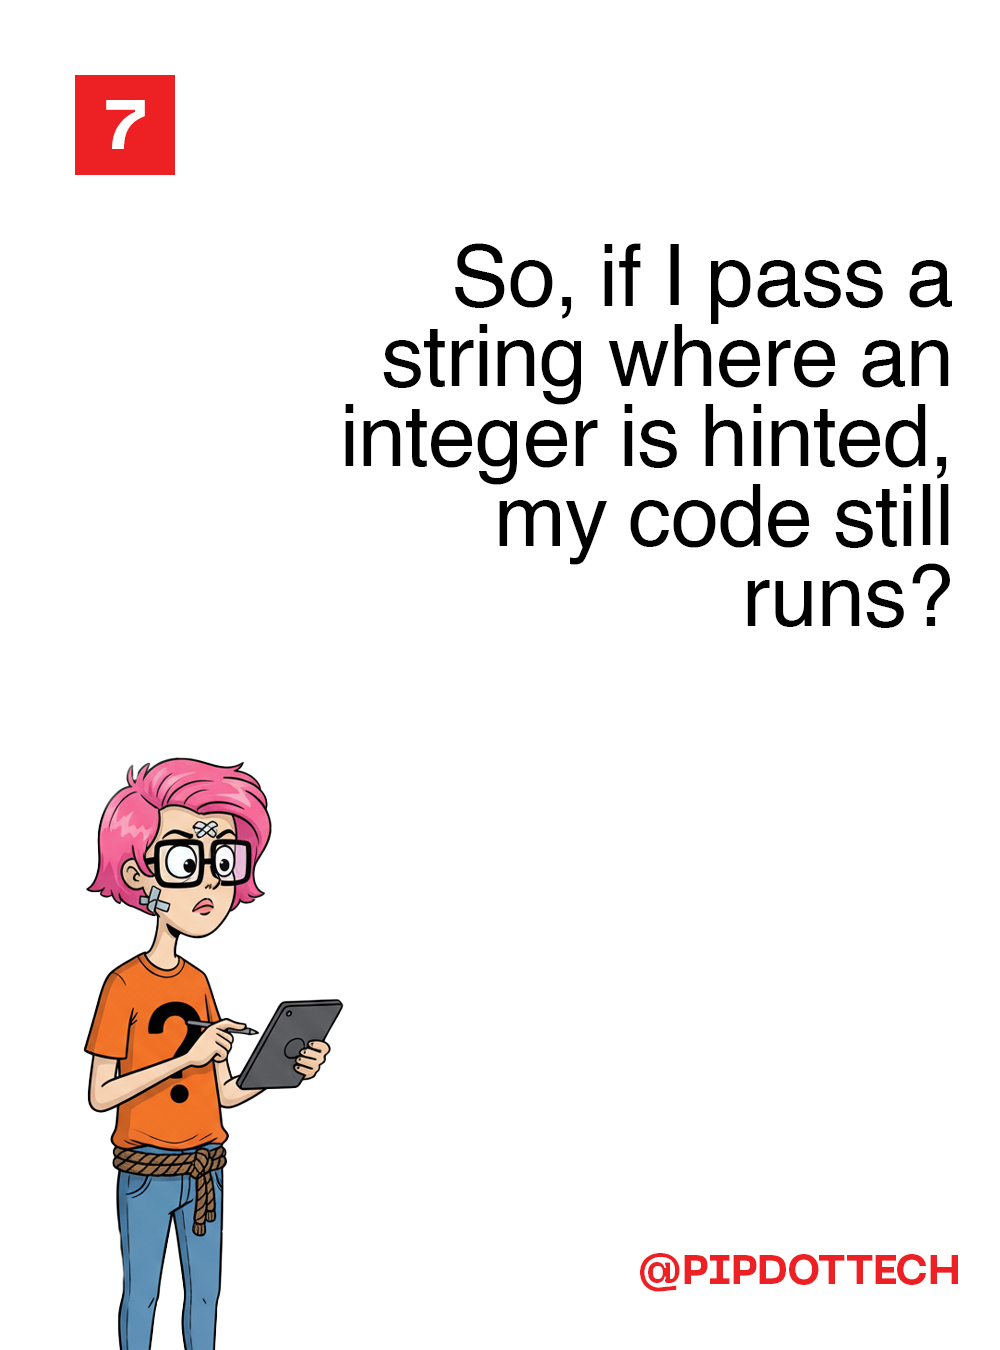 7
So, if I pass a
string where an
integer is hinted,
my code still
runs?
?
@PIPDOTTECH